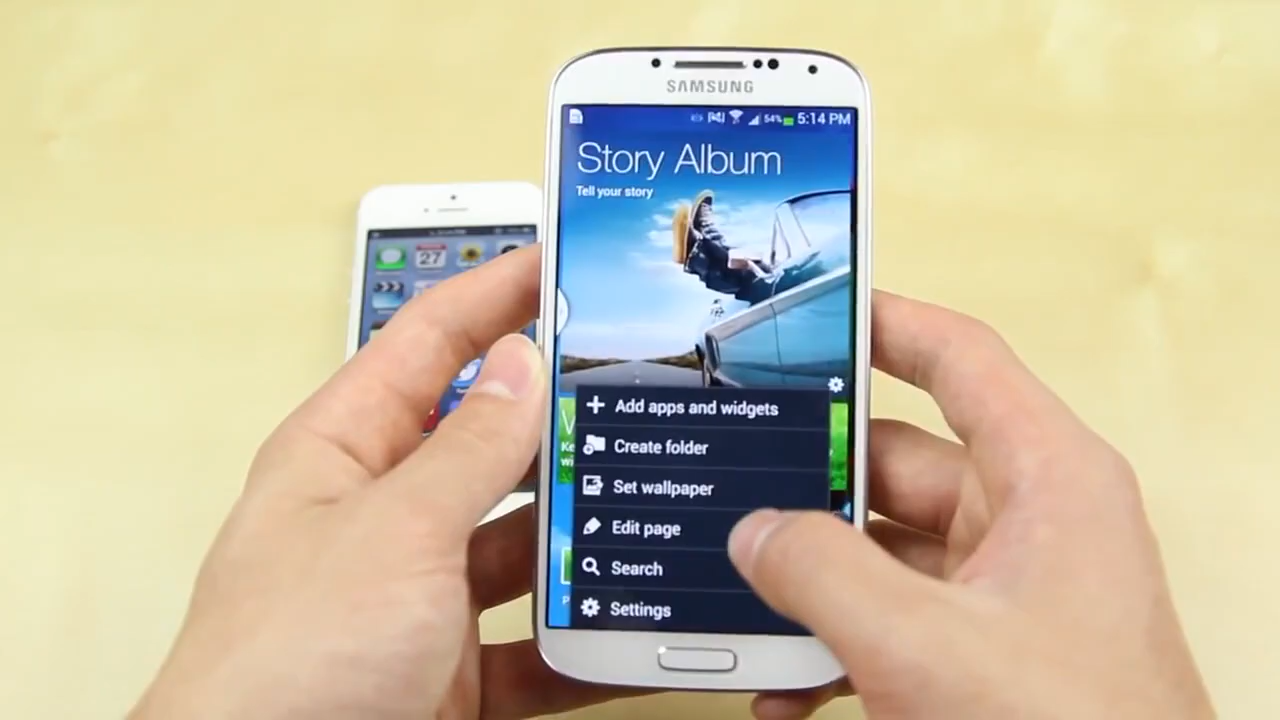 SAMSUNG
54% 5:14 PM
Story Album
Tell your story
27
Add apps and widgets
Create folder
Set wallpaper
Edit page
Search
Settings